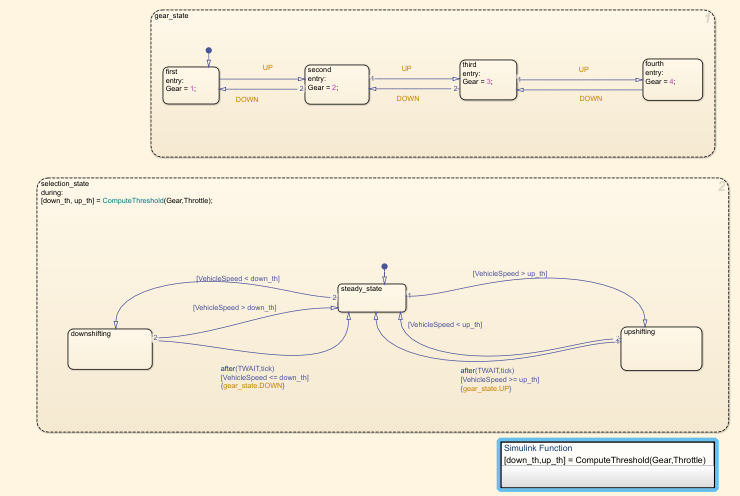 gear_state
1
first
entry:
Gear = 1;
UP
DOWN
second
entry:
Gear = 2;
2
1
UP
DOWN
2
third
entry:
Gear = 3;
1
UP
DOWN
fourth
entry:
Gear = 4;
selection_state
2
during:
[down_th, up_th] = ComputeThreshold(Gear,Throttle);
[VehicleSpeed < down_th]
[VehicleSpeed > up_th]
steady_state
2
1
[VehicleSpeed > down_th]
[VehicleSpeed < up_th]
downshifting
2
upshifting
after(TWAIT,tick)
[VehicleSpeed <= down_th]
{gear_state.DOWN}
after(TWAIT,tick)
[VehicleSpeed >= up_th]
{gear_state.UP}
Simulink Function
[down_th,up_th] = ComputeThreshold(Gear,Throttle)